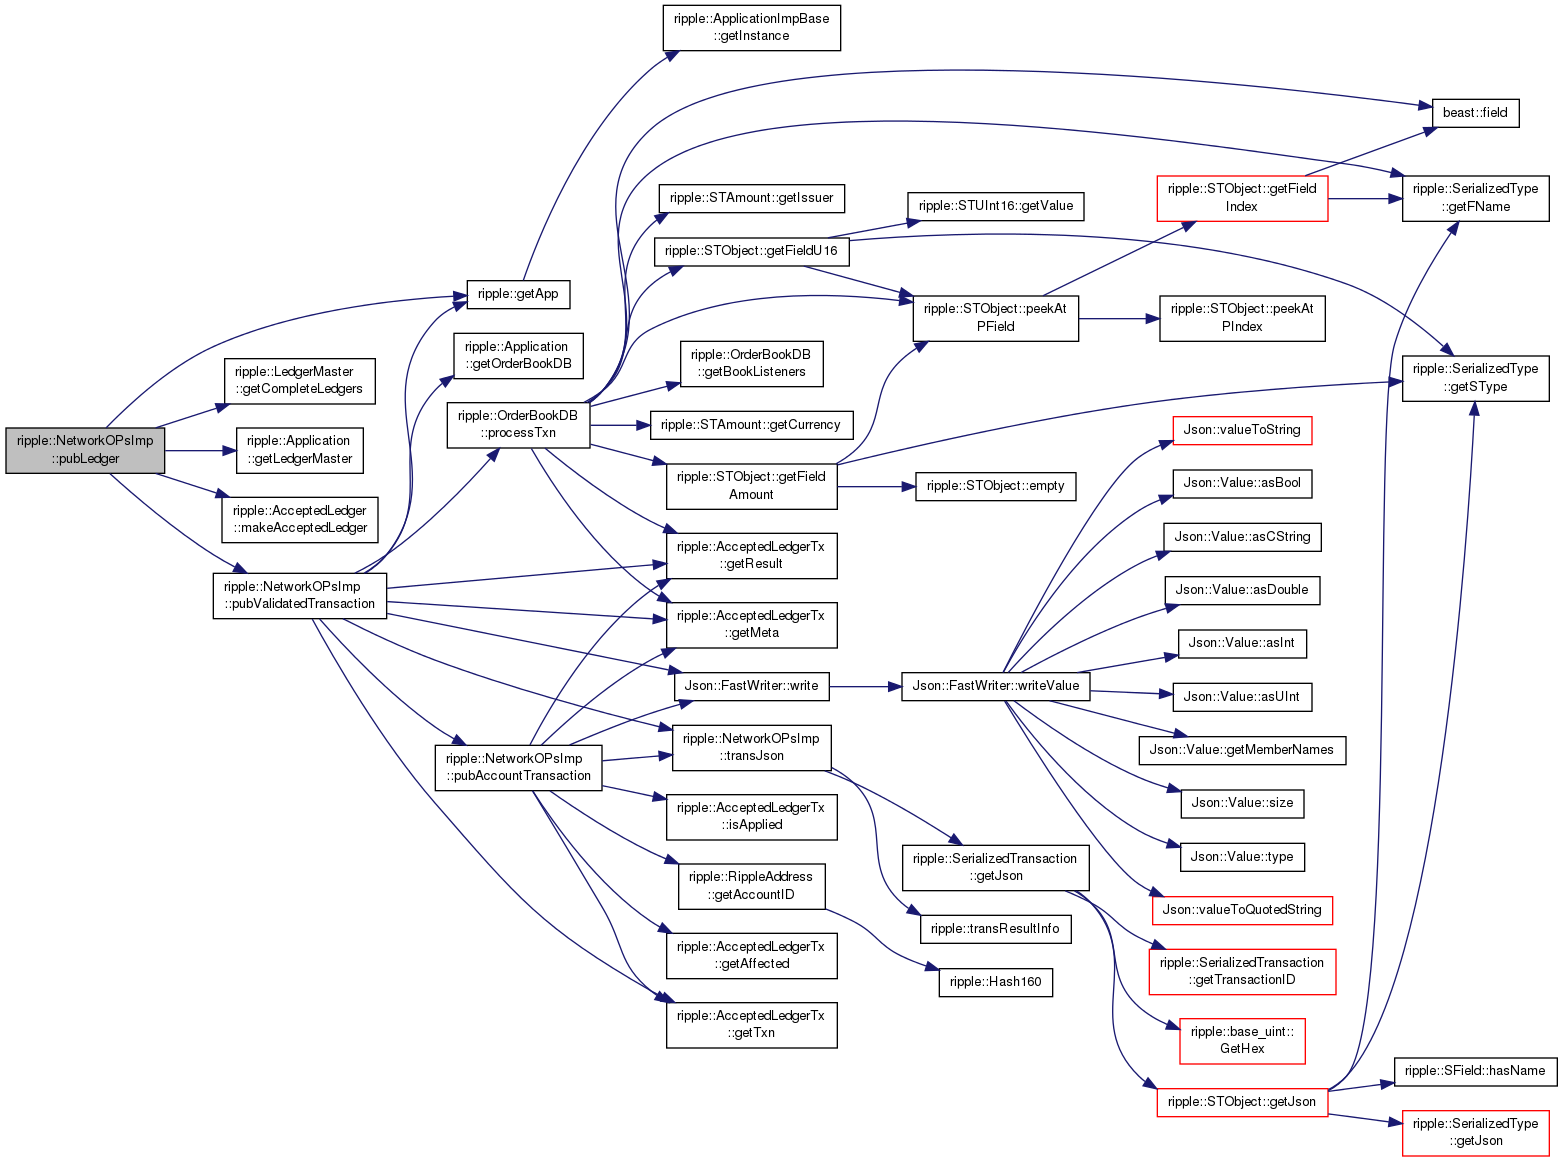 ripple::ApplicationImpBase
::getInstance
beast::field
ripple::STObject::getField
Index
ripple::SerializedType
::getFName
ripple::STAmount::getIssuer
ripple::STUInt16::getValue
ripple::STObject::getFieldU16
ripple::getApp
ripple::STObject::peekAt
PField
ripple::STObject::peekAt
PIndex
ripple::Application
::getOrderBookDB
ripple::OrderBookDB
::getBookListeners
ripple::SerializedType
::getSType
ripple::LedgerMaster
::getCompleteLedgers
ripple::OrderBookDB
::processTxn
ripple::STAmount::getCurrency
Json::valueToString
ripple::NetworkOPsImp
::pubLedger
ripple::Application
::getLedgerMaster
ripple::STObject::getField
Amount
ripple::STObject::empty
Json::Value::asBool
ripple::AcceptedLedger
::makeAcceptedLedger
Json::Value::asCString
ripple::AcceptedLedgerTx
::getResult
ripple::NetworkOPsImp
::pubValidatedTransaction
Json::Value::asDouble
ripple::AcceptedLedgerTx
::getMeta
Json::Value::asInt
Json::FastWriter::write
Json::FastWriter::writeValue
Json::Value::asUInt
ripple::NetworkOPsImp
::transJson
Json::Value::getMemberNames
ripple::NetworkOPsImp
::pubAccountTransaction
ripple::AcceptedLedgerTx
::isApplied
Json::Value::size
Json::Value::type
ripple::SerializedTransaction
::getJson
ripple::RippleAddress
::getAccountID
Json::valueToQuotedString
ripple::transResultInfo
ripple::AcceptedLedgerTx
::getAffected
ripple::SerializedTransaction
::getTransactionID
ripple::Hash160
ripple::AcceptedLedgerTx
::getTxn
ripple::base_uint::
GetHex
ripple::SField::hasName
ripple::STObject::getJson
ripple::SerializedType
::getJson